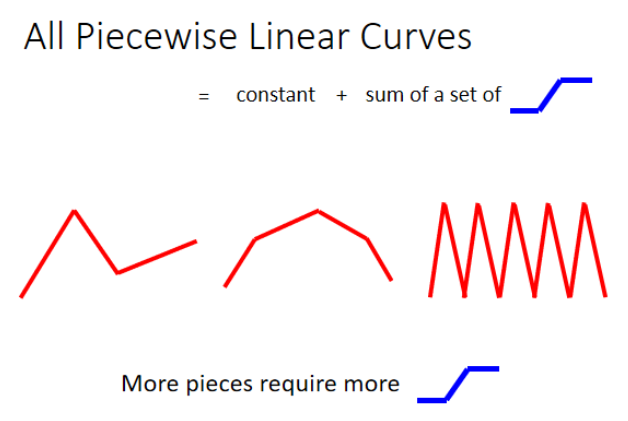 All Piecewise Linear Curves
= constant + sum of a set of
More pieces require more